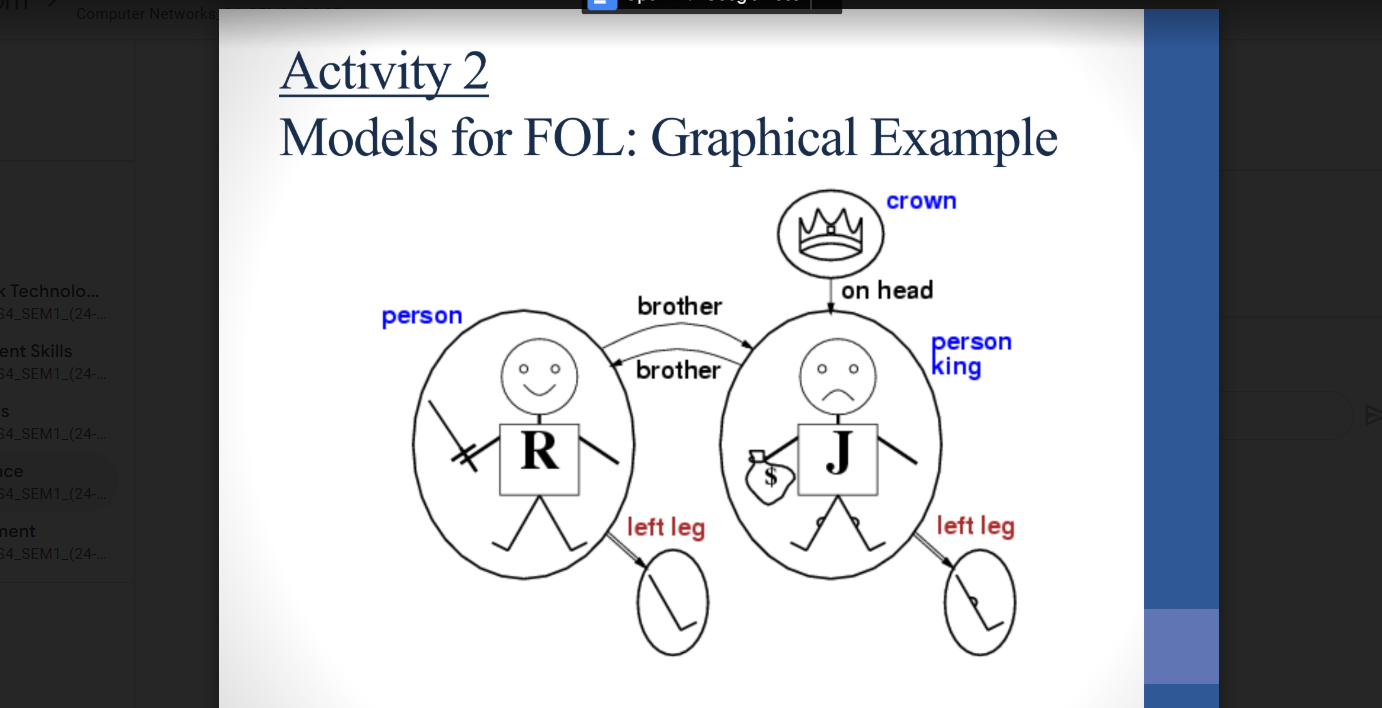 Computer Networks
Activity 2
Models for FOL: Graphical Example
crown
on head
brother
person
person
king
brother
R
J
$
left leg
left leg
k Technolo...
S4_SEM1_(24-...
ent Skills
S4_SEM1_(24-...
s
S4_SEM1_(24-...
ce
S4_SEM1_(24-...
ment
S4_SEM1_(24-...